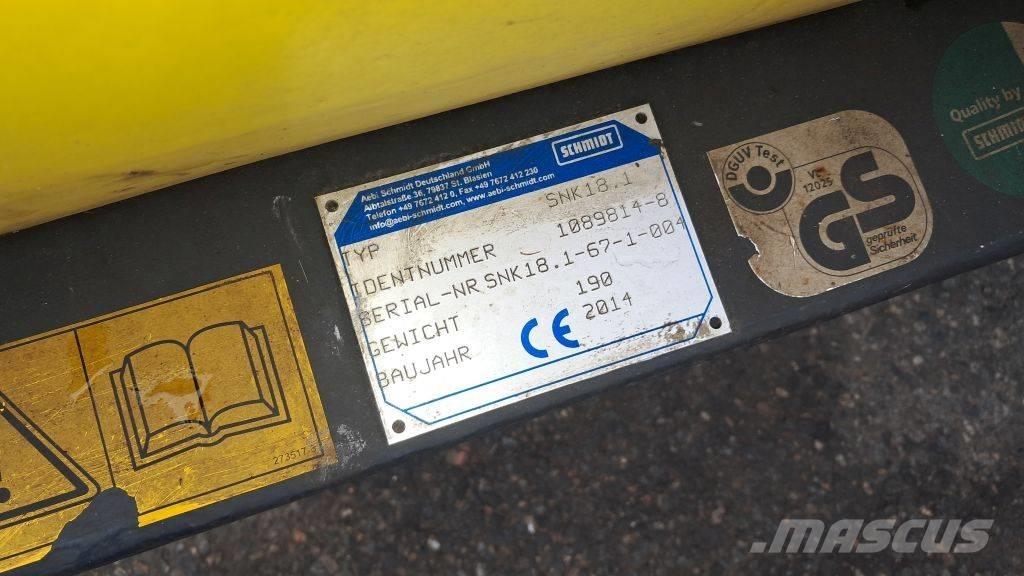 Aebi Schmidt Deutschland GmbH
Albtalstraße 36, 79837 St. Blasien
Telefon +49 7672 412 0, Fax +49 7672 412 230
info@aebi-schmidt.com, www.aebi-schmidt.com
SCHMIDT
TYP SNK18.1
IDENTNUMMER 1089814-8
SERIAL-NR SNK18.1-67-1-004
GEWICHT 190
BAUJAHR 2014
CE
273517
DGUV Test
12025
GS
geprüfte
Sicherheit
Quality by
SCHMIDT
MASCUS